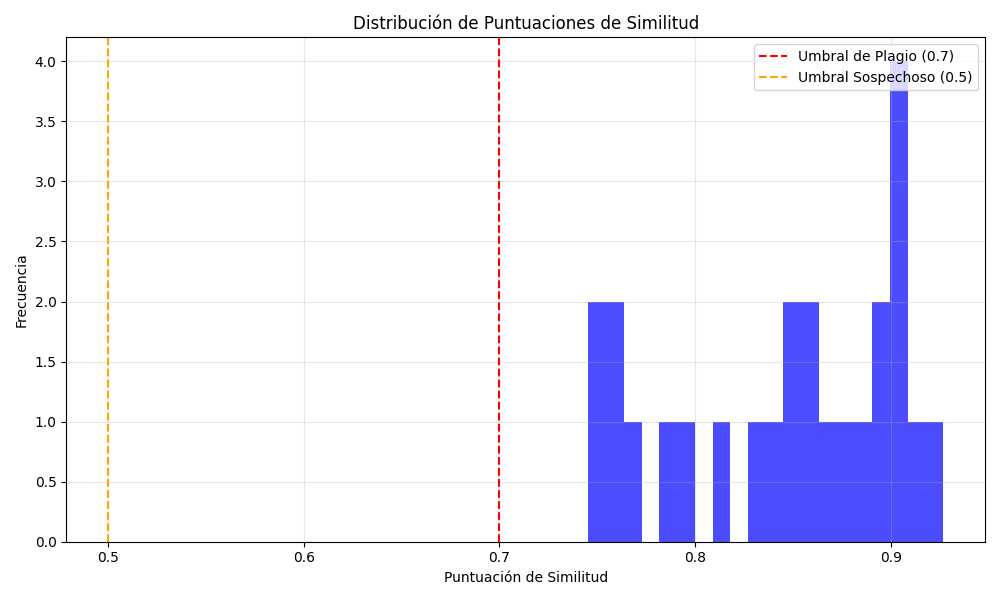 Distribución de Puntuaciones de Similitud
Umbral de Plagio (0.7)
Umbral Sospechoso (0.5)
Frecuencia
4.0
3.5
3.0
2.5
2.0
1.5
1.0
0.5
0.0
0.5
0.6
0.7
0.8
0.9
Puntuación de Similitud